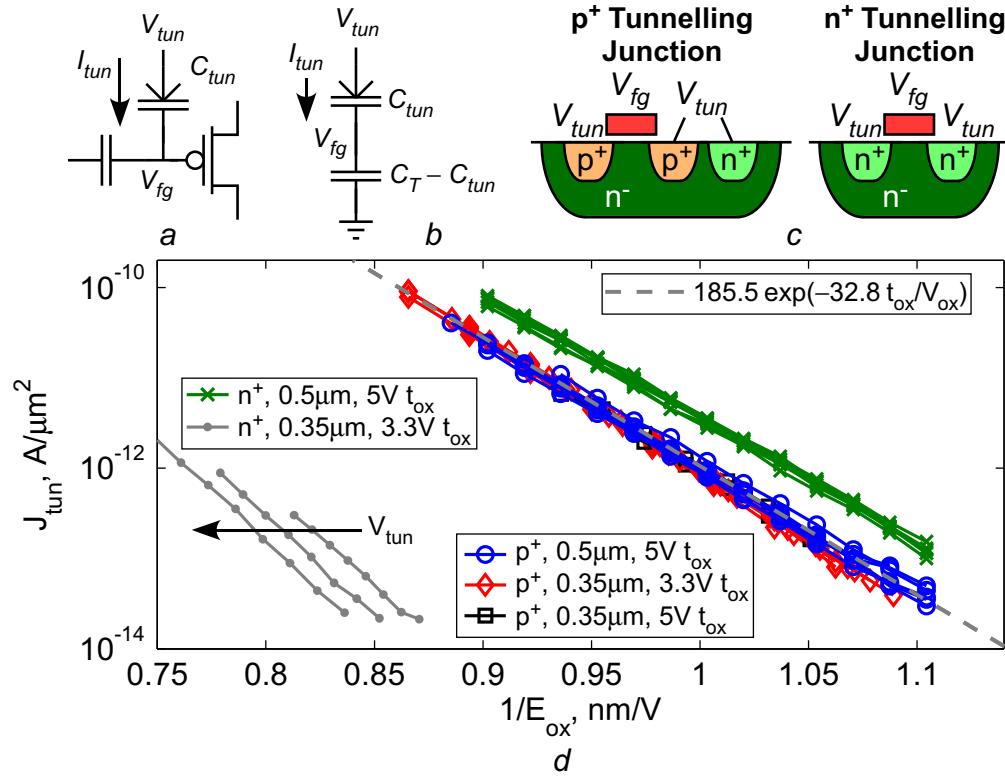 V_tun
I_tun
C_tun
V_fg
a
V_tun
I_tun
C_tun
V_fg
C_T – C_tun
b
p⁺ Tunnelling
Junction
V_fg
V_tun
V_tun
p⁺
p⁺
n⁺
n⁻
n⁺ Tunnelling
Junction
V_fg
V_tun
V_tun
n⁺
n⁺
n⁻
c
J_tun, A/μm²
10⁻¹⁰
10⁻¹²
10⁻¹⁴
185.5 exp(−32.8 t_ox/V_ox)
n⁺, 0.5μm, 5V t_ox
n⁺, 0.35μm, 3.3V t_ox
V_tun
p⁺, 0.5μm, 5V t_ox
p⁺, 0.35μm, 3.3V t_ox
p⁺, 0.35μm, 5V t_ox
0.75 0.8 0.85 0.9 0.95 1 1.05 1.1
1/E_ox, nm/V
d